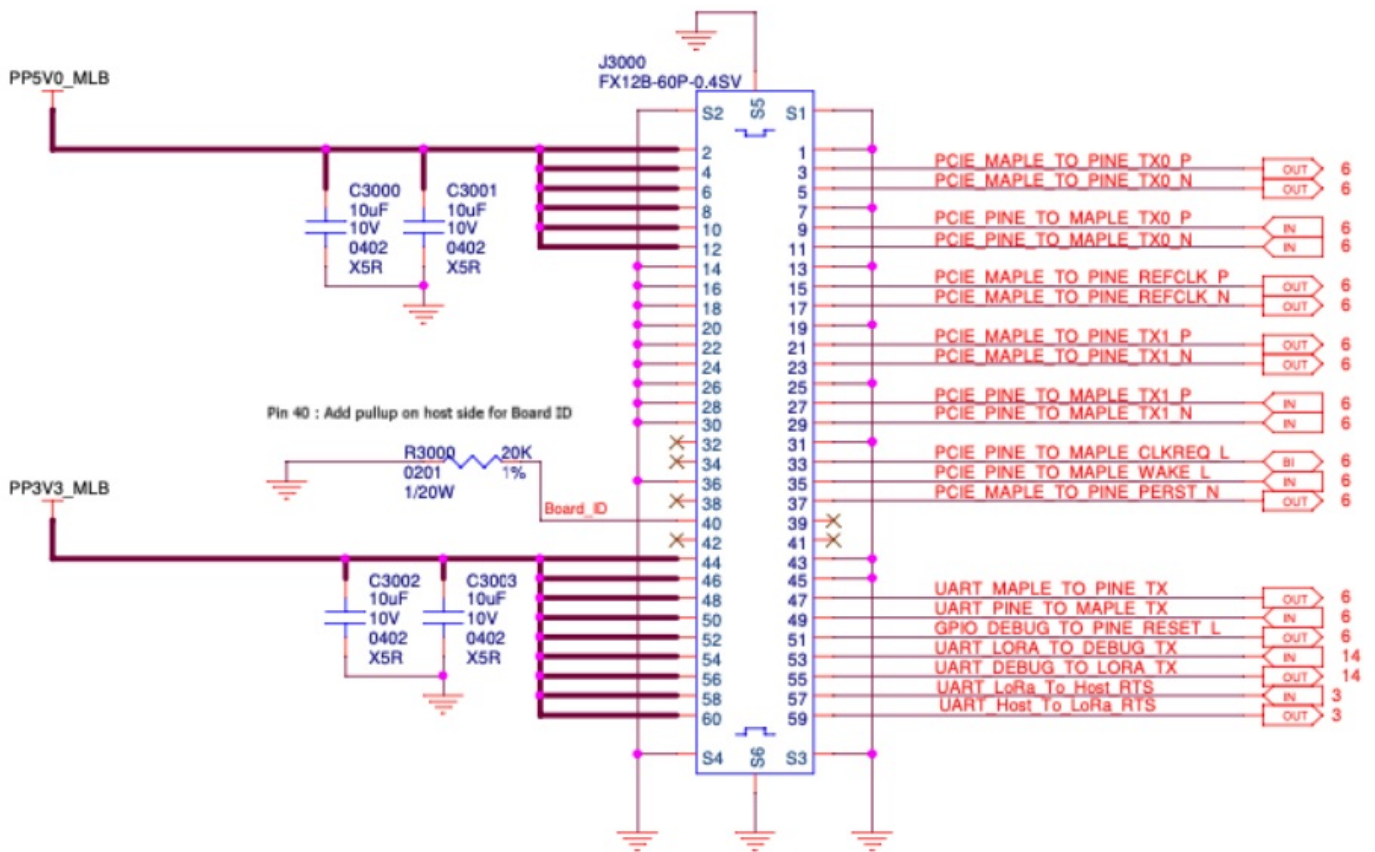 J3000
FX12B-60P-0.4SV
PP5V0_MLB
S2 S5 S1
2 1
4 3 PCIE_MAPLE_TO_PINE_TX0_P OUT 6
6 5 PCIE_MAPLE_TO_PINE_TX0_N OUT 6
8 7
10 9 PCIE_PINE_TO_MAPLE_TX0_P IN 6
12 11 PCIE_PINE_TO_MAPLE_TX0_N IN 6
C3000 C3001
10uF 10uF
10V 10V
0402 0402
X5R X5R
14 13
16 15 PCIE_MAPLE_TO_PINE_REFCLK_P OUT 6
18 17 PCIE_MAPLE_TO_PINE_REFCLK_N OUT 6
20 19
22 21 PCIE_MAPLE_TO_PINE_TX1_P OUT 6
24 23 PCIE_MAPLE_TO_PINE_TX1_N OUT 6
26 25
28 27 PCIE_PINE_TO_MAPLE_TX1_P IN 6
30 29 PCIE_PINE_TO_MAPLE_TX1_N IN 6
Pin 40 : Add pullup on host side for Board ID
32 31
34 33 PCIE_PINE_TO_MAPLE_CLKREQ_L BI 6
36 35 PCIE_PINE_TO_MAPLE_WAKE_L IN 6
38 37 PCIE_MAPLE_TO_PINE_PERST_N OUT 6
R3000 20K
0201 1%
1/20W
Board_ID
40 39
42 41
PP3V3_MLB
44 43
46 45
48 47 UART_MAPLE_TO_PINE_TX OUT 6
50 49 UART_PINE_TO_MAPLE_TX IN 6
52 51 GPIO_DEBUG_TO_PINE_RESET_L OUT 6
54 53 UART_LORA_TO_DEBUG_TX IN 14
56 55 UART_DEBUG_TO_LORA_TX OUT 14
58 57 UART_LoRa_To_Host_RTS IN 3
60 59 UART_Host_To_LoRa_RTS OUT 3
C3002 C3003
10uF 10uF
10V 10V
0402 0402
X5R X5R
S4 S6 S3